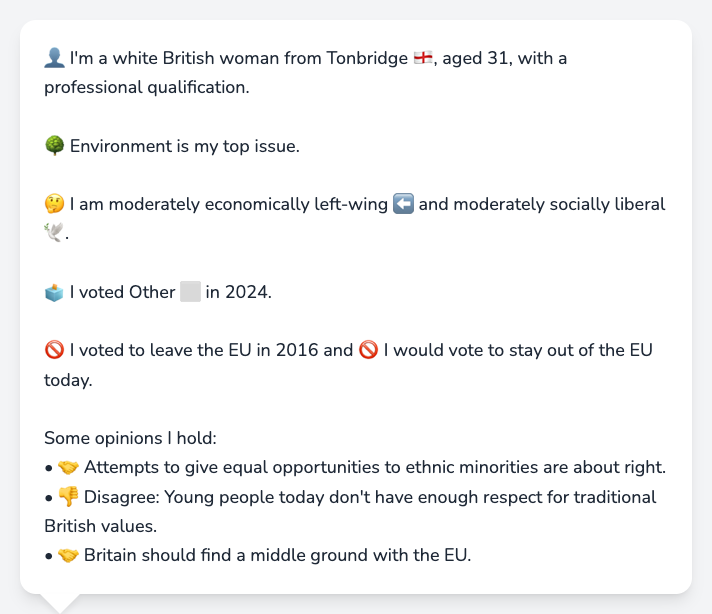 👤 I'm a white British woman from Tonbridge 🏴󠁧󠁢󠁥󠁮󠁧󠁿, aged 31, with a
professional qualification.
🌳 Environment is my top issue.
🤔 I am moderately economically left-wing ⬅️ and moderately socially liberal
🕊️.
🗳️ I voted Other ⬜ in 2024.
🚫 I voted to leave the EU in 2016 and 🚫 I would vote to stay out of the EU
today.
Some opinions I hold:
• 🤝 Attempts to give equal opportunities to ethnic minorities are about right.
• 👎 Disagree: Young people today don't have enough respect for traditional
British values.
• 🤝 Britain should find a middle ground with the EU.